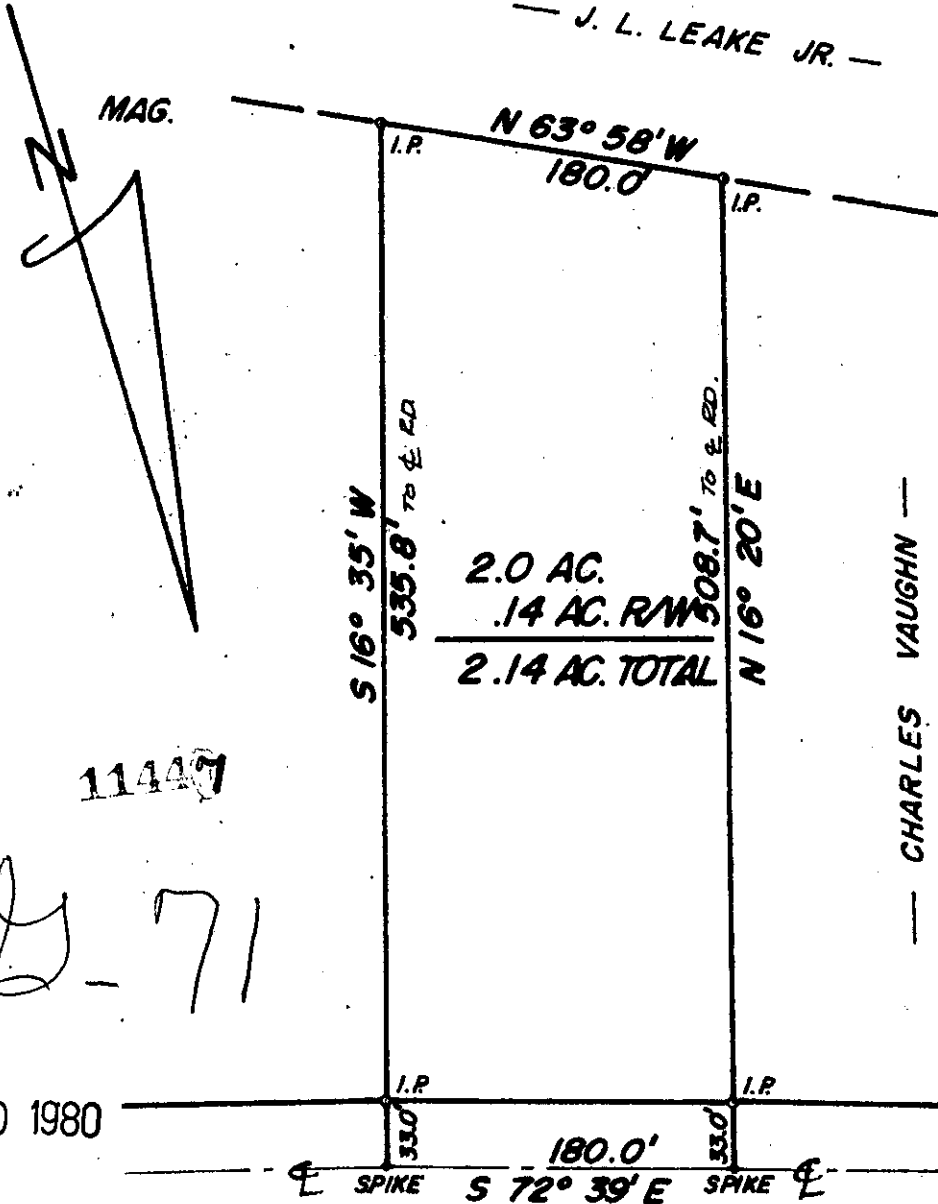 — J. L. LEAKE JR. —
MAG.
N
N 63° 58' W
180.0'
I.P.
I.P.
S 16° 35' W
535.8' TO ℄ RD.
508.7' TO ℄ RD.
N 16° 20' E
2.0 AC.
.14 AC. R/W
2.14 AC. TOTAL
— CHARLES VAUGHN —
11447
- 71
1980
I.P.
I.P.
33.0'
33.0'
180.0'
℄ SPIKE S 72° 39' E SPIKE ℄